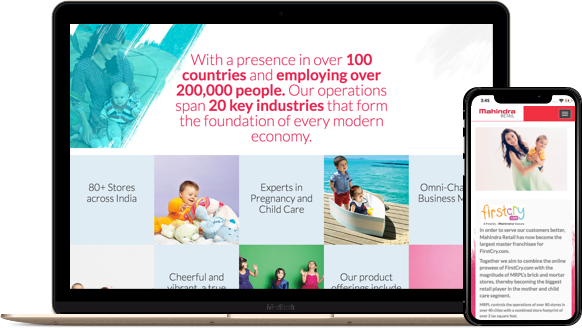 With a presence in over 100
countries and employing over
200,000 people. Our operations
span 20 key industries that form
the foundation of every modern
economy.
80+ Stores
across India
Experts in
Pregnancy and
Child Care
Omni-Cha
Business M
Cheerful and
vibrant, a true
Our product
offerings include
MacBook
3:45
Mahindra
RETAIL
firstcry
.com
In order to serve our customers better,
Mahindra Retail has now become the
largest master franchisee for
FirstCry.com.
Together we aim to combine the online
prowess of FirstCry.com with the
magnitude of MRPL's brick and mortar
stores, thereby becoming the biggest
retail player in the mother and child
care segment.
MRPL controls the operations of 80 stores in
over 40 cities with a combined store footprint of
over 2 lac square feet.